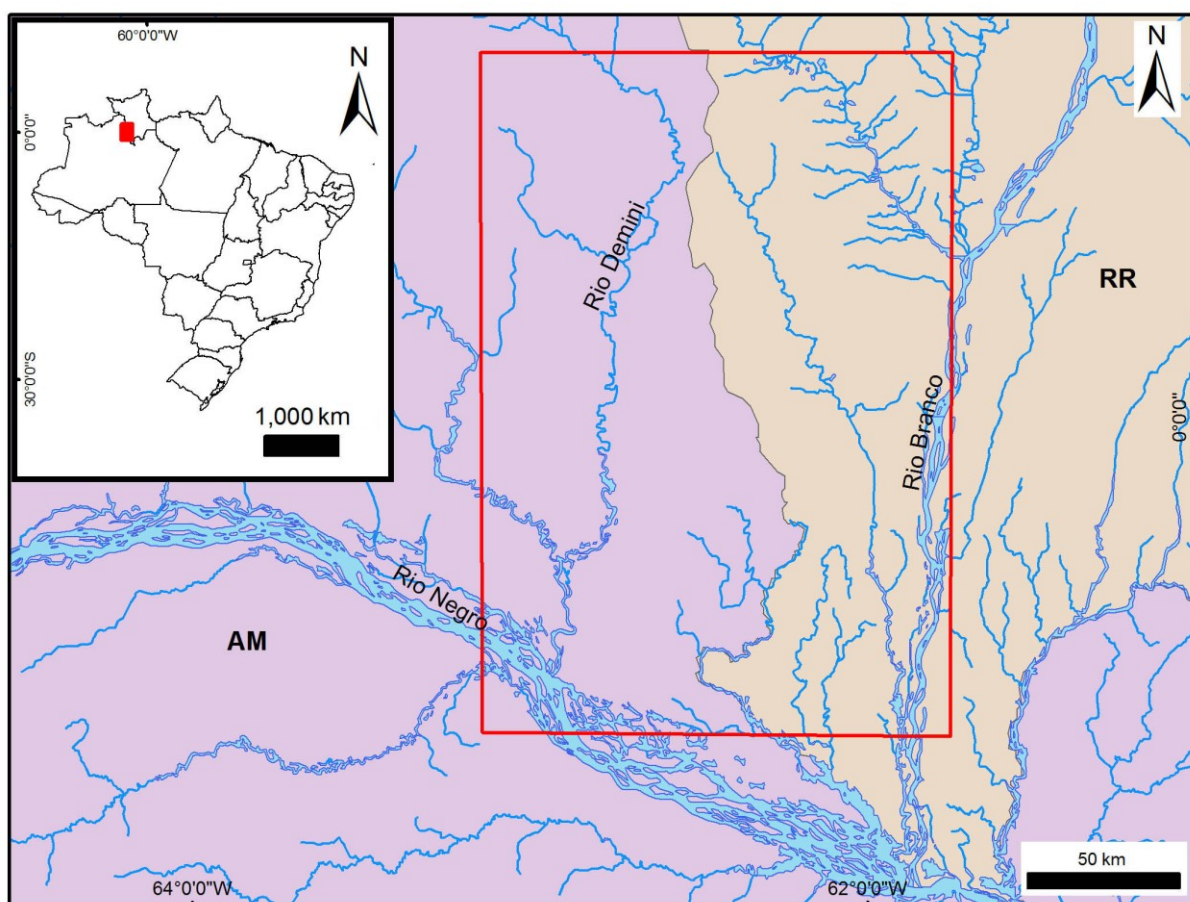 60°0'0"W
N
0°0'0"
30°0'0"S
1,000 km
N
Rio Demini
RR
Rio Branco
0°0'0"
Rio Negro
AM
50 km
64°0'0"W
62°0'0"W